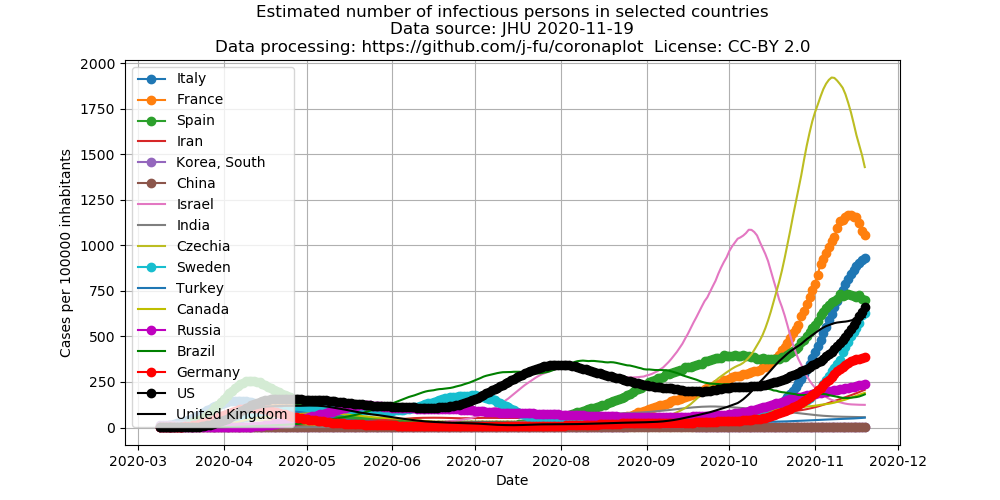 Estimated number of infectious persons in selected countries
Data source: JHU 2020-11-19
Data processing: https://github.com/j-fu/coronaplot  License: CC-BY 2.0
Cases per 100000 inhabitants
2000
1750
1500
1250
1000
750
500
250
0
Italy
France
Spain
Iran
Korea, South
China
Israel
India
Czechia
Sweden
Turkey
Canada
Russia
Brazil
Germany
US
United Kingdom
2020-03
2020-04
2020-05
2020-06
2020-07
2020-08
2020-09
2020-10
2020-11
2020-12
Date